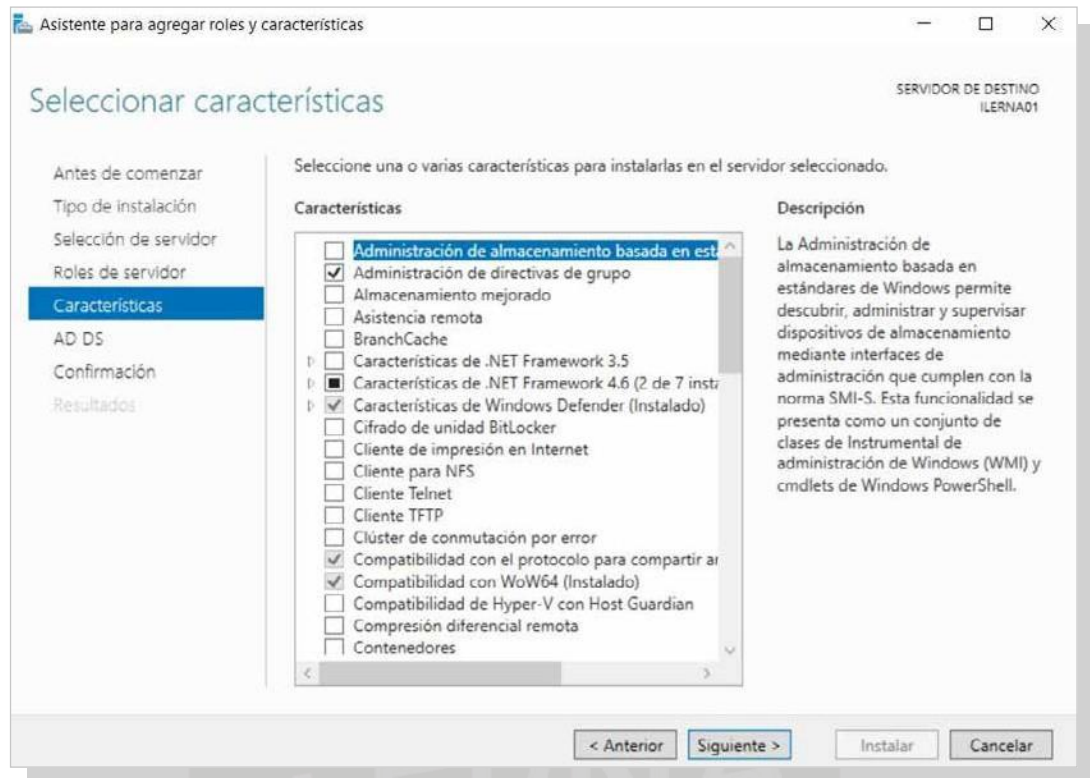 Asistente para agregar roles y características
Seleccionar características
SERVIDOR DE DESTINO
ILERNA01
Antes de comenzar
Tipo de instalación
Selección de servidor
Roles de servidor
Características
AD DS
Confirmación
Resultados
Seleccione una o varias características para instalarlas en el servidor seleccionado.
Características
Administración de almacenamiento basada en está
Administración de directivas de grupo
Almacenamiento mejorado
Asistencia remota
BranchCache
Características de .NET Framework 3.5
Características de .NET Framework 4.6 (2 de 7 insta
Características de Windows Defender (Instalado)
Cifrado de unidad BitLocker
Cliente de impresión en Internet
Cliente para NFS
Cliente Telnet
Cliente TFTP
Clúster de conmutación por error
Compatibilidad con el protocolo para compartir ar
Compatibilidad con WoW64 (Instalado)
Compatibilidad de Hyper-V con Host Guardian
Compresión diferencial remota
Contenedores
Descripción
La Administración de
almacenamiento basada en
estándares de Windows permite
descubrir, administrar y supervisar
dispositivos de almacenamiento
mediante interfaces de
administración que cumplen con la
norma SMI-S. Esta funcionalidad se
presenta como un conjunto de
clases de Instrumental de
administración de Windows (WMI) y
cmdlets de Windows PowerShell.
< Anterior
Siguiente >
Instalar
Cancelar